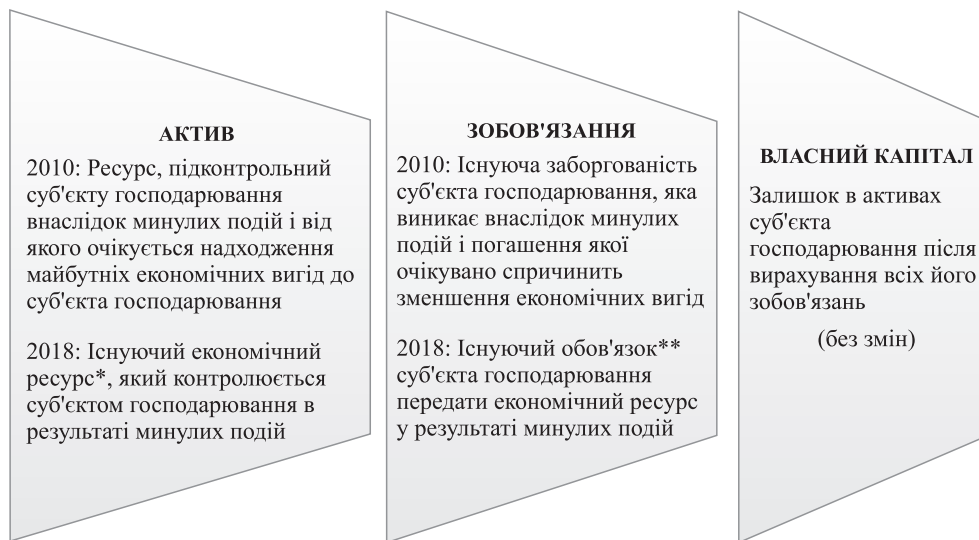 АКТИВ
2010: Ресурс, підконтрольний
суб'єкту господарювання
внаслідок минулих подій і від
якого очікується надходження
майбутніх економічних вигід до
суб'єкта господарювання
2018: Існуючий економічний
ресурс*, який контролюється
суб'єктом господарювання в
результаті минулих подій
ЗОБОВ'ЯЗАННЯ
2010: Існуюча заборгованість
суб'єкта господарювання, яка
виникає внаслідок минулих
подій і погашення якої
очікувано спричинить
зменшення економічних вигід
2018: Існуючий обов'язок**
суб'єкта господарювання
передати економічний ресурс
у результаті минулих подій
ВЛАСНИЙ КАПІТАЛ
Залишок в активах
суб'єкта
господарювання після
вирахування всіх його
зобов'язань
(без змін)